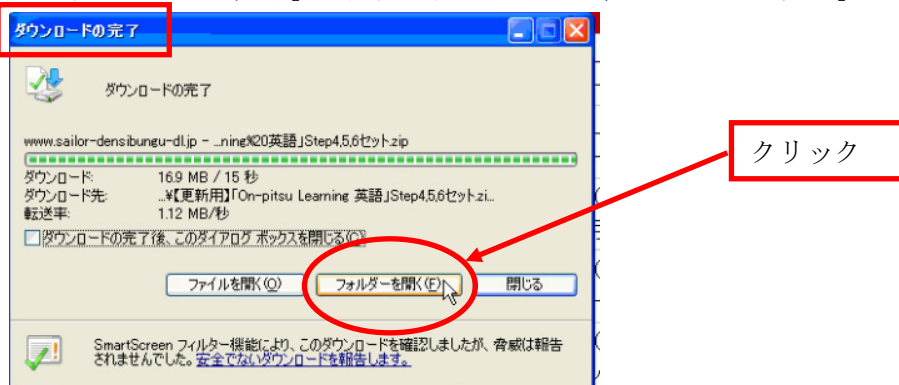 ダウンロードの完了
ダウンロードの完了
www.sailor-densibungu-dl.jp - ...ning%20英語」Step4,5,6セット.zip
ダウンロード: 16.9 MB / 15 秒
ダウンロード先: ...¥【更新用】「On-pitsu Learning 英語」Step4,5,6セット.zi...
転送率: 1.12 MB/秒
ダウンロードの完了後、このダイアログ ボックスを閉じる(C)
ファイルを開く(O) フォルダーを開く(F) 閉じる
クリック
SmartScreen フィルター機能により、このダウンロードを確認しましたが、脅威は報告
されませんでした。安全でないダウンロードを報告します。